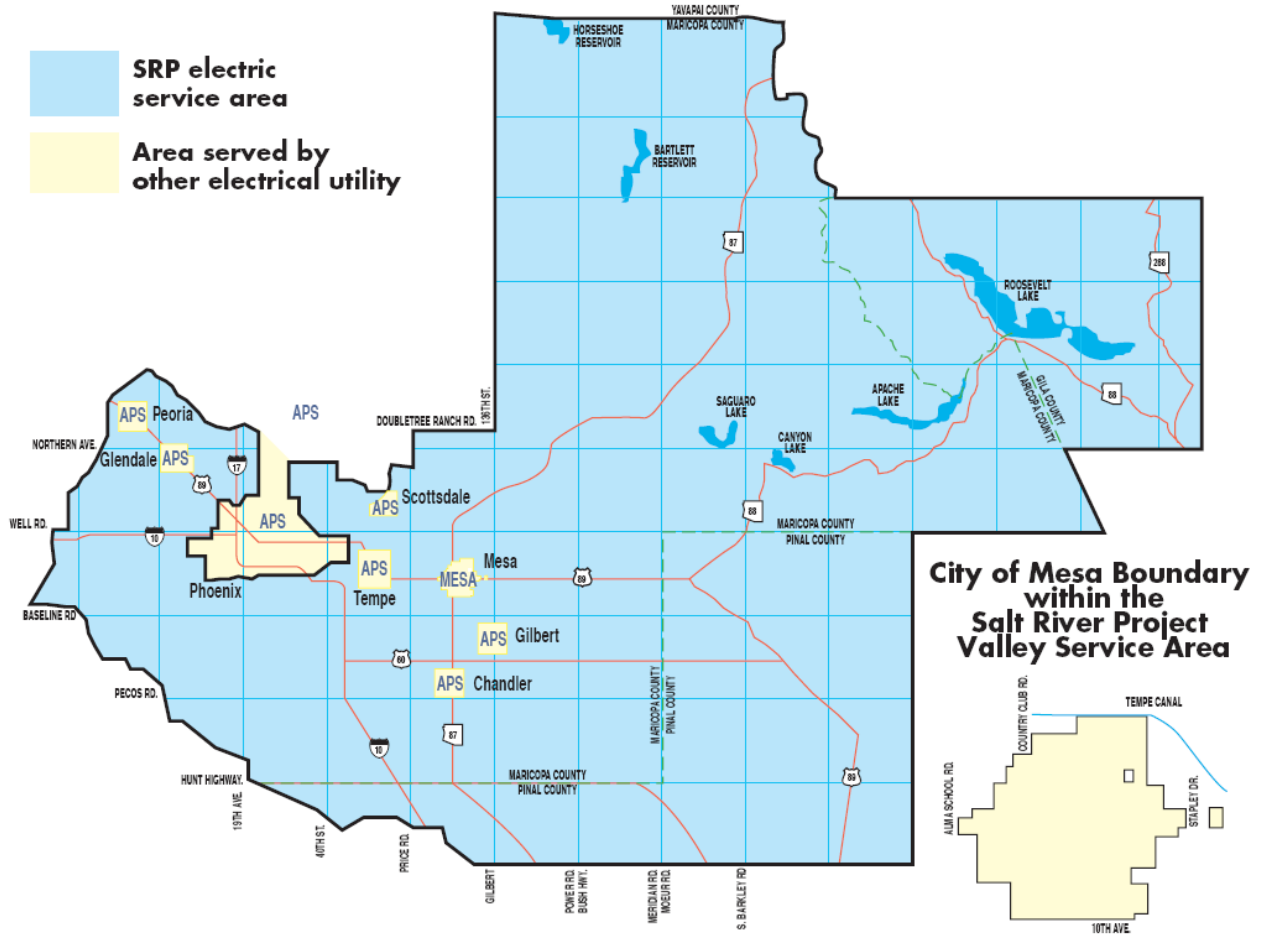 YAVAPAI COUNTY
MARICOPA COUNTY
HORSESHOE
RESERVOIR
SRP electric
service area
Area served by
other electrical utility
BARTLETT
RESERVOIR
87
288
ROOSEVELT
LAKE
136TH ST.
SAGUARO
LAKE
APACHE
LAKE
CANYON
LAKE
88
GILA COUNTY
MARICOPA COUNTY
APS
Peoria
APS
DOUBLETREE RANCH RD.
NORTHERN AVE.
Glendale
APS
17
89
Scottsdale
APS
APS
WELL RD.
10
88
MARICOPA COUNTY
PINAL COUNTY
Phoenix
APS
Tempe
MESA
Mesa
89
BASELINE RD
APS
Gilbert
60
APS
Chandler
PECOS RD.
MARICOPA COUNTY
PINAL COUNTY
87
10
89
HUNT HIGHWAY.
MARICOPA COUNTY
PINAL COUNTY
19TH AVE.
40TH ST.
PRICE RD.
GILBERT
POWER RD.
BUSH HWY.
MERIDIAN RD.
MOEUR RD.
S. BARKLEY RD
City of Mesa Boundary
within the
Salt River Project
Valley Service Area
COUNTRY CLUB RD.
TEMPE CANAL
ALMA SCHOOL RD.
STAPLEY DR.
10TH AVE.